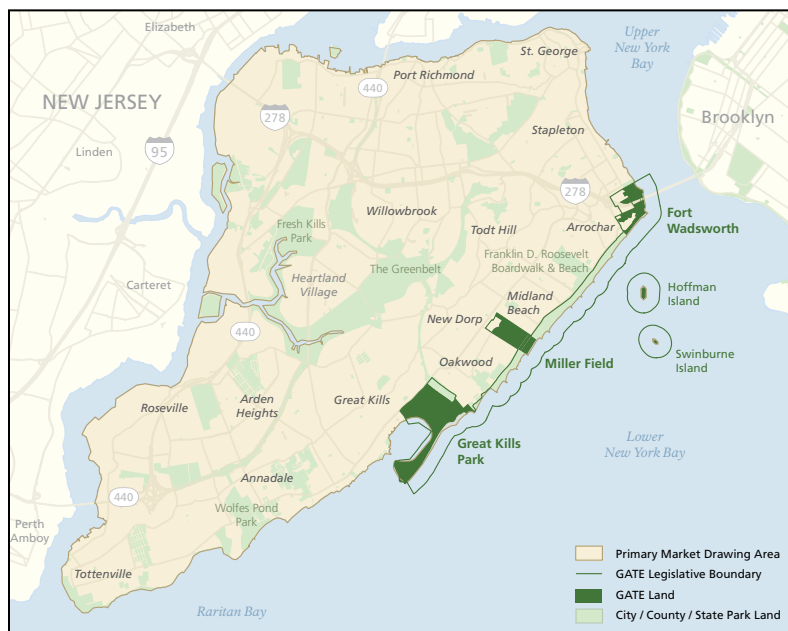 Elizabeth
Upper
New York
Bay
St. George
Carteret
Port Richmond
440
NEW JERSEY
278
Brooklyn
Stapleton
95
Linden
278
Willowbrook
Fort
Wadsworth
Fresh Kills
Park
Todt Hill
Arrochar
Franklin D. Roosevelt
Boardwalk & Beach
The Greenbelt
Heartland
Village
Carteret
Hoffman
Island
Midland
Beach
New Dorp
440
Swinburne
Island
Oakwood
Miller Field
Roseville
Arden
Heights
Great Kills
Great Kills
Park
Lower
New York Bay
Annadale
440
Wolfes Pond
Park
Perth
Amboy
Primary Market Drawing Area
GATE Legislative Boundary
Tottenville
GATE Land
Raritan Bay
City / County / State Park Land